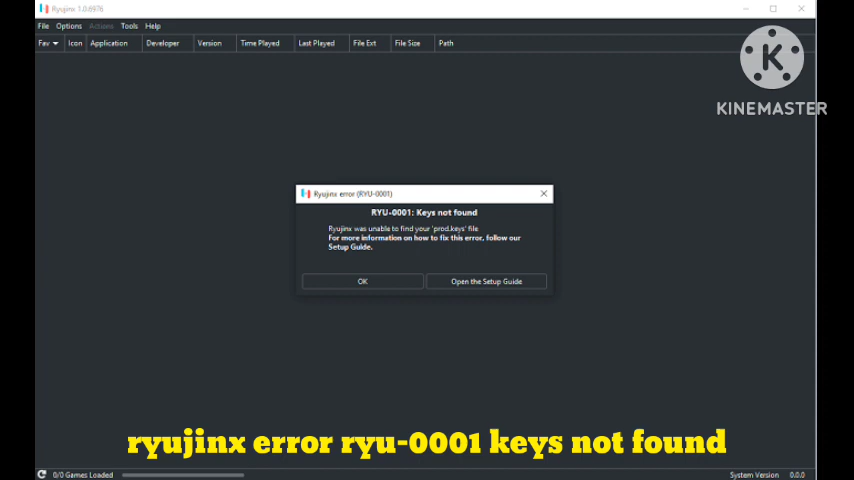 Ryujinx 1.0.6976
File Options Actions Tools Help
Fav Icon Application Developer Version Time Played Last Played File Ext File Size Path
K
KINEMASTER
Ryujinx error (RYU-0001)
RYU-0001: Keys not found
Ryujinx was unable to find your 'prod.keys' file
For more information on how to fix this error, follow our
Setup Guide.
OK Open the Setup Guide
ryujinx error ryu-0001 keys not found
0/0 Games Loaded System Version 0.0.0